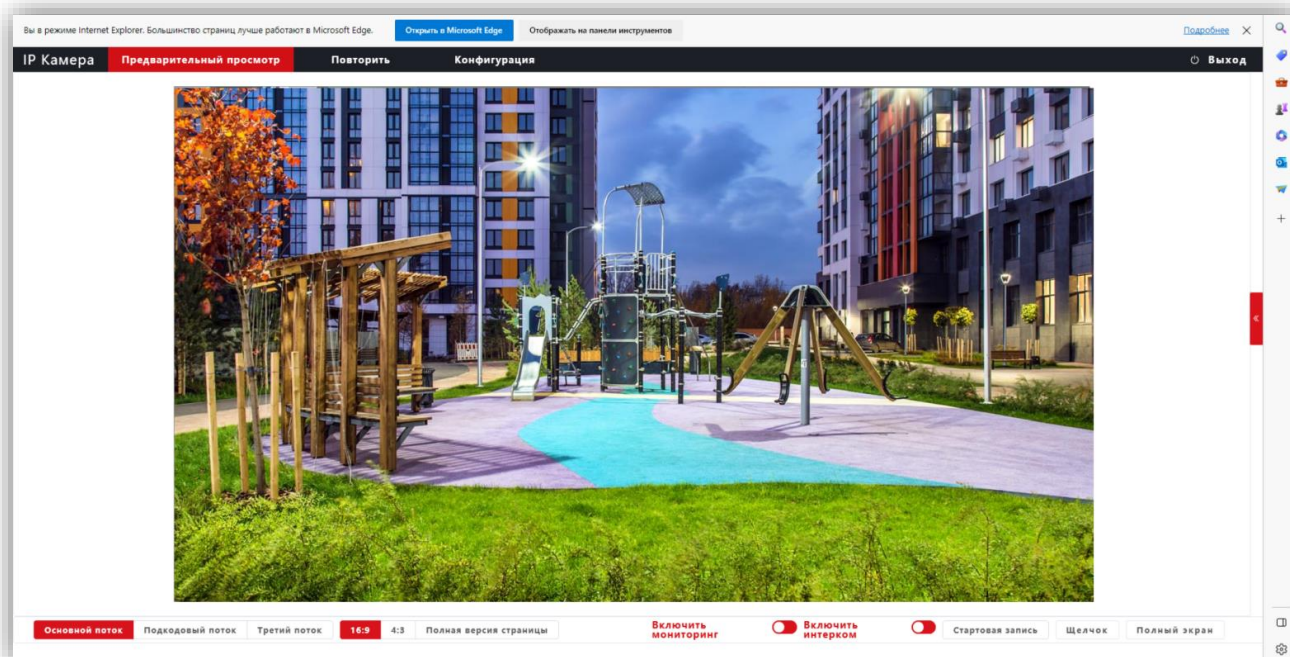 Вы в режиме Internet Explorer. Большинство страниц лучше работают в Microsoft Edge. Открыть в Microsoft Edge Отображать на панели инструментов Подробнее
IP Камера Предварительный просмотр Повторить Конфигурация Выход
Основной поток Подкодовый поток Третий поток 16:9 4:3 Полная версия страницы Включить мониторинг Включить интерком Стартовая запись Щелчок Полный экран